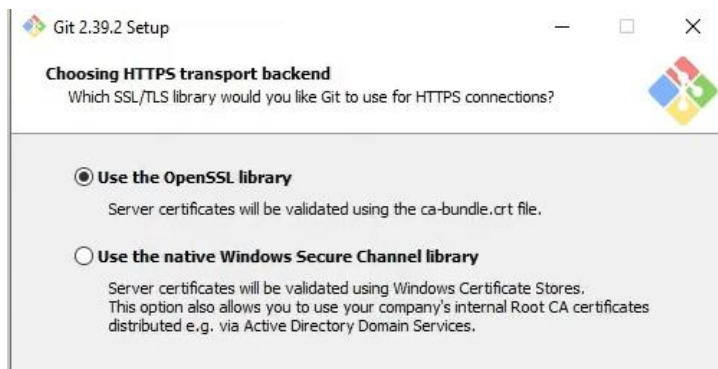 Git 2.39.2 Setup
Choosing HTTPS transport backend
Which SSL/TLS library would you like Git to use for HTTPS connections?
Use the OpenSSL library
Server certificates will be validated using the ca-bundle.crt file.
Use the native Windows Secure Channel library
Server certificates will be validated using Windows Certificate Stores.
This option also allows you to use your company's internal Root CA certificates
distributed e.g. via Active Directory Domain Services.